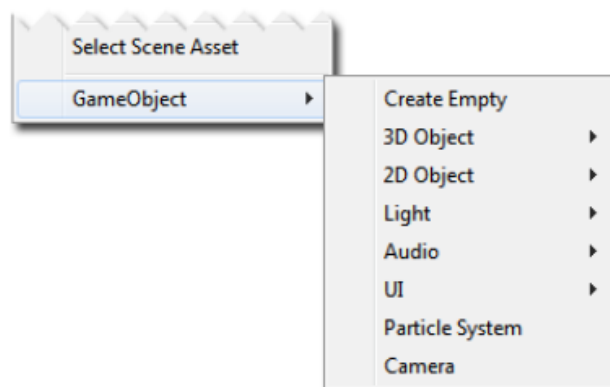 Select Scene Asset
GameObject
Create Empty
3D Object
2D Object
Light
Audio
UI
Particle System
Camera